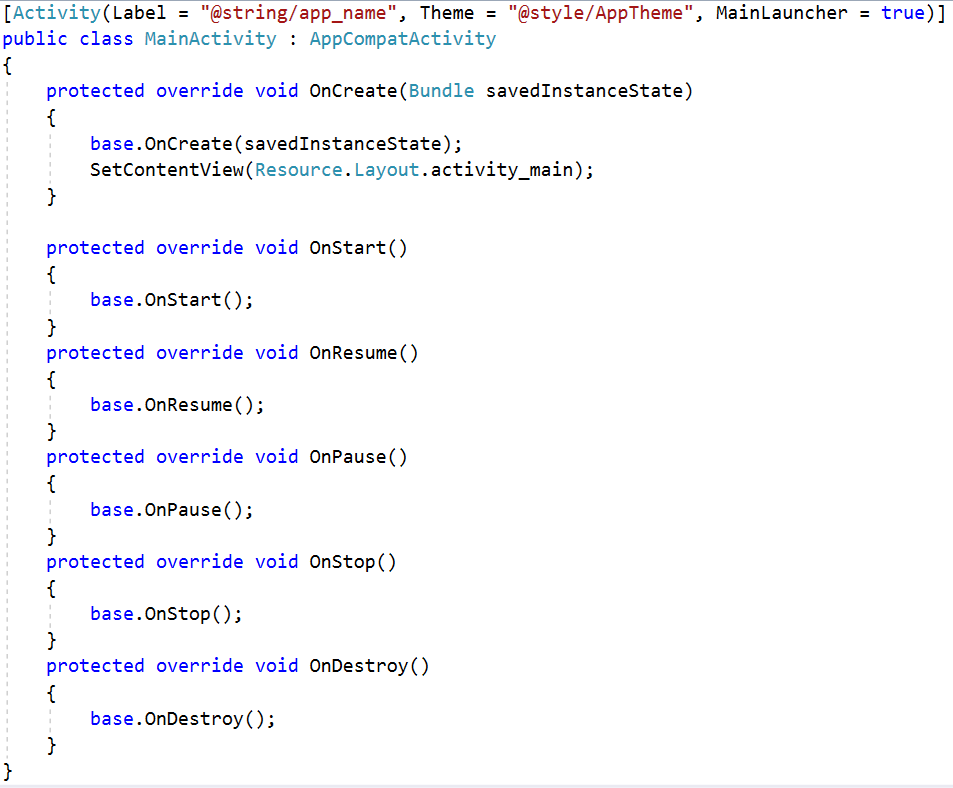 [Activity(Label = "@string/app_name", Theme = "@style/AppTheme", MainLauncher = true)]
public class MainActivity : AppCompatActivity
{
    protected override void OnCreate(Bundle savedInstanceState)
    {
        base.OnCreate(savedInstanceState);
        SetContentView(Resource.Layout.activity_main);
    }

    protected override void OnStart()
    {
        base.OnStart();
    }
    protected override void OnResume()
    {
        base.OnResume();
    }
    protected override void OnPause()
    {
        base.OnPause();
    }
    protected override void OnStop()
    {
        base.OnStop();
    }
    protected override void OnDestroy()
    {
        base.OnDestroy();
    }
}